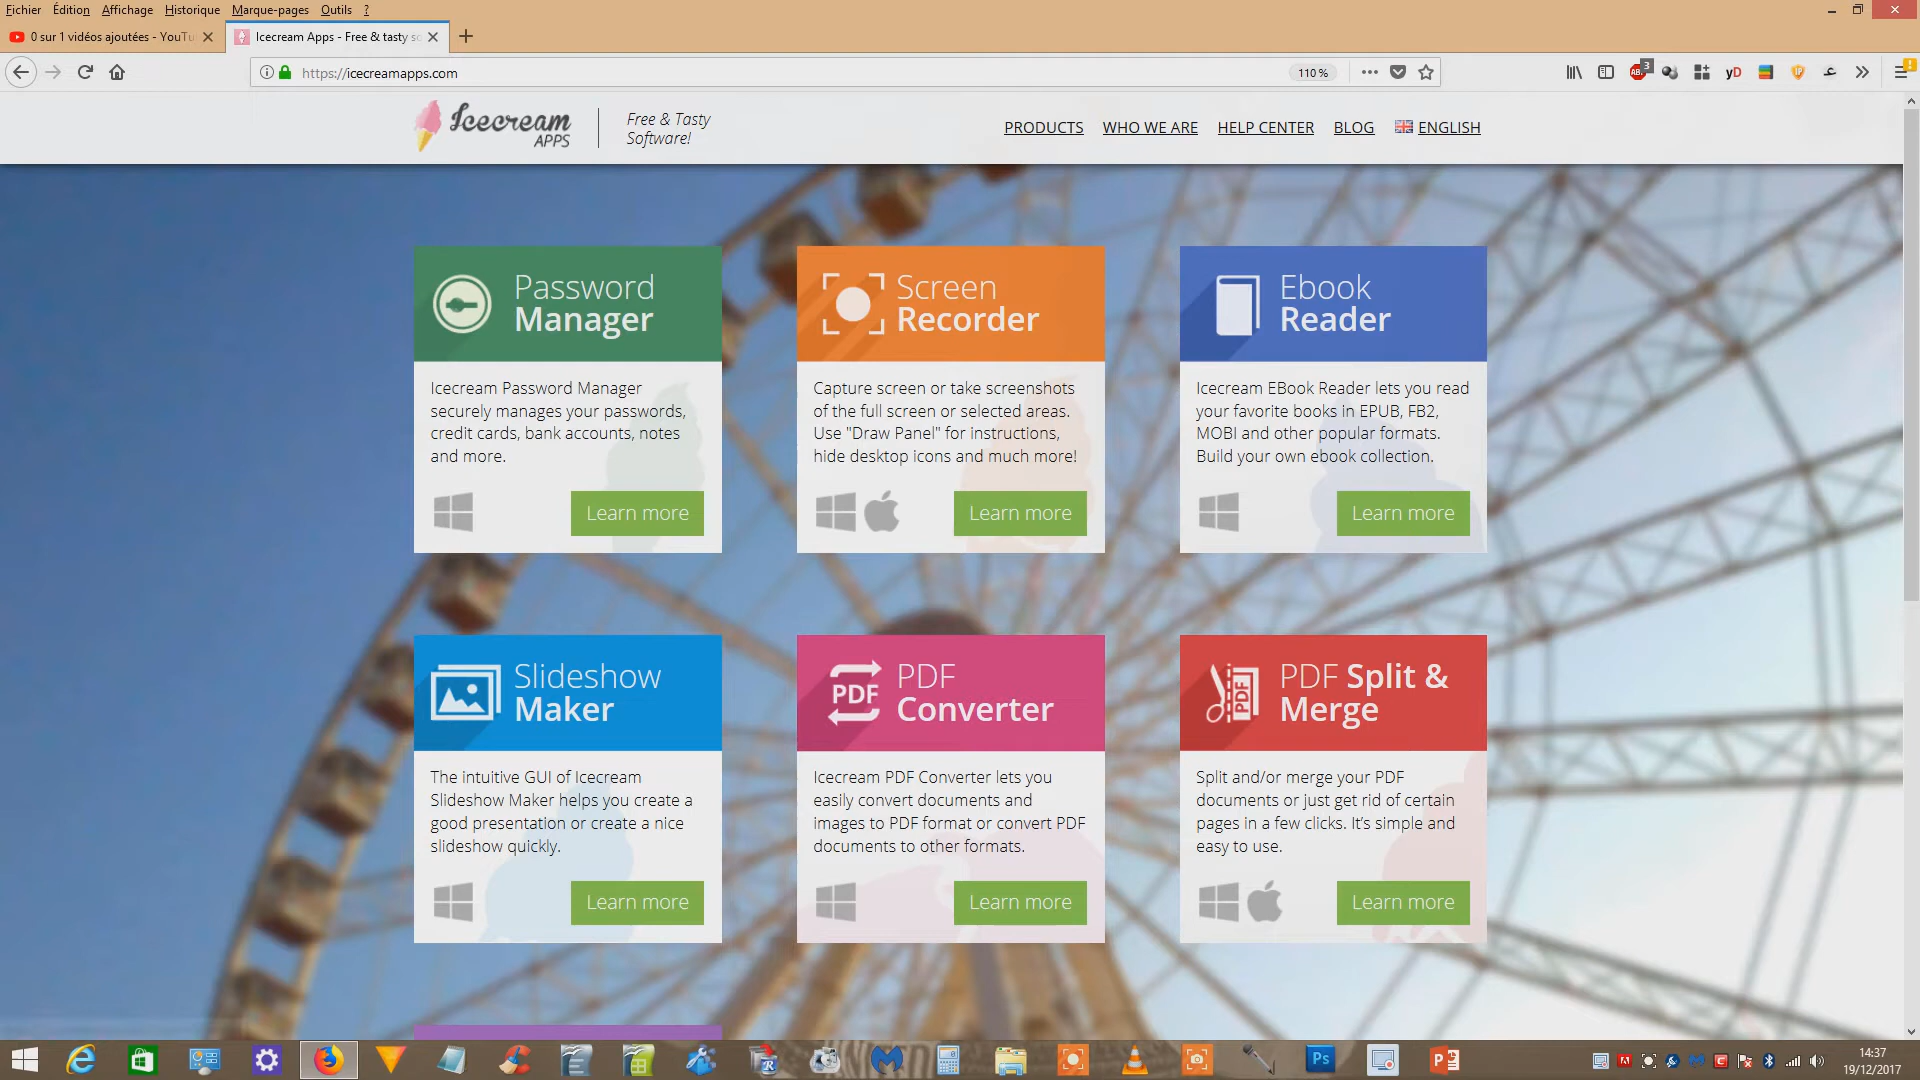 Fichier Édition Affichage Historique Marque-pages Outils ?
0 sur 1 vidéos ajoutées - YouTu
Icecream Apps - Free & tasty so
https://icecreamapps.com
110 %
ABP 3
yD
Icecream
APPS
Free & Tasty
Software!
PRODUCTS WHO WE ARE HELP CENTER BLOG ENGLISH
Password
Manager
Icecream Password Manager
securely manages your passwords,
credit cards, bank accounts, notes
and more.
Learn more
Screen
Recorder
Capture screen or take screenshots
of the full screen or selected areas.
Use "Draw Panel" for instructions,
hide desktop icons and much more!
Learn more
Ebook
Reader
Icecream EBook Reader lets you read
your favorite books in EPUB, FB2,
MOBI and other popular formats.
Build your own ebook collection.
Learn more
Slideshow
Maker
The intuitive GUI of Icecream
Slideshow Maker helps you create a
good presentation or create a nice
slideshow quickly.
Learn more
PDF
PDF
Converter
Icecream PDF Converter lets you
easily convert documents and
images to PDF format or convert PDF
documents to other formats.
Learn more
PDF
PDF Split &
Merge
Split and/or merge your PDF
documents or just get rid of certain
pages in a few clicks. It's simple and
easy to use.
Learn more
Ps
14:37
19/12/2017